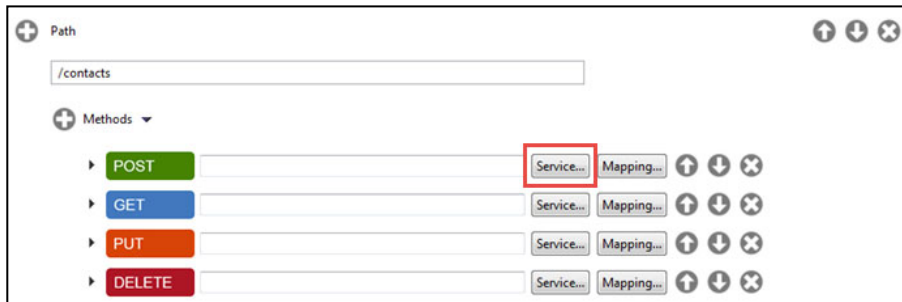 Path
/contacts
Methods
POST Service... Mapping...
GET Service... Mapping...
PUT Service... Mapping...
DELETE Service... Mapping...